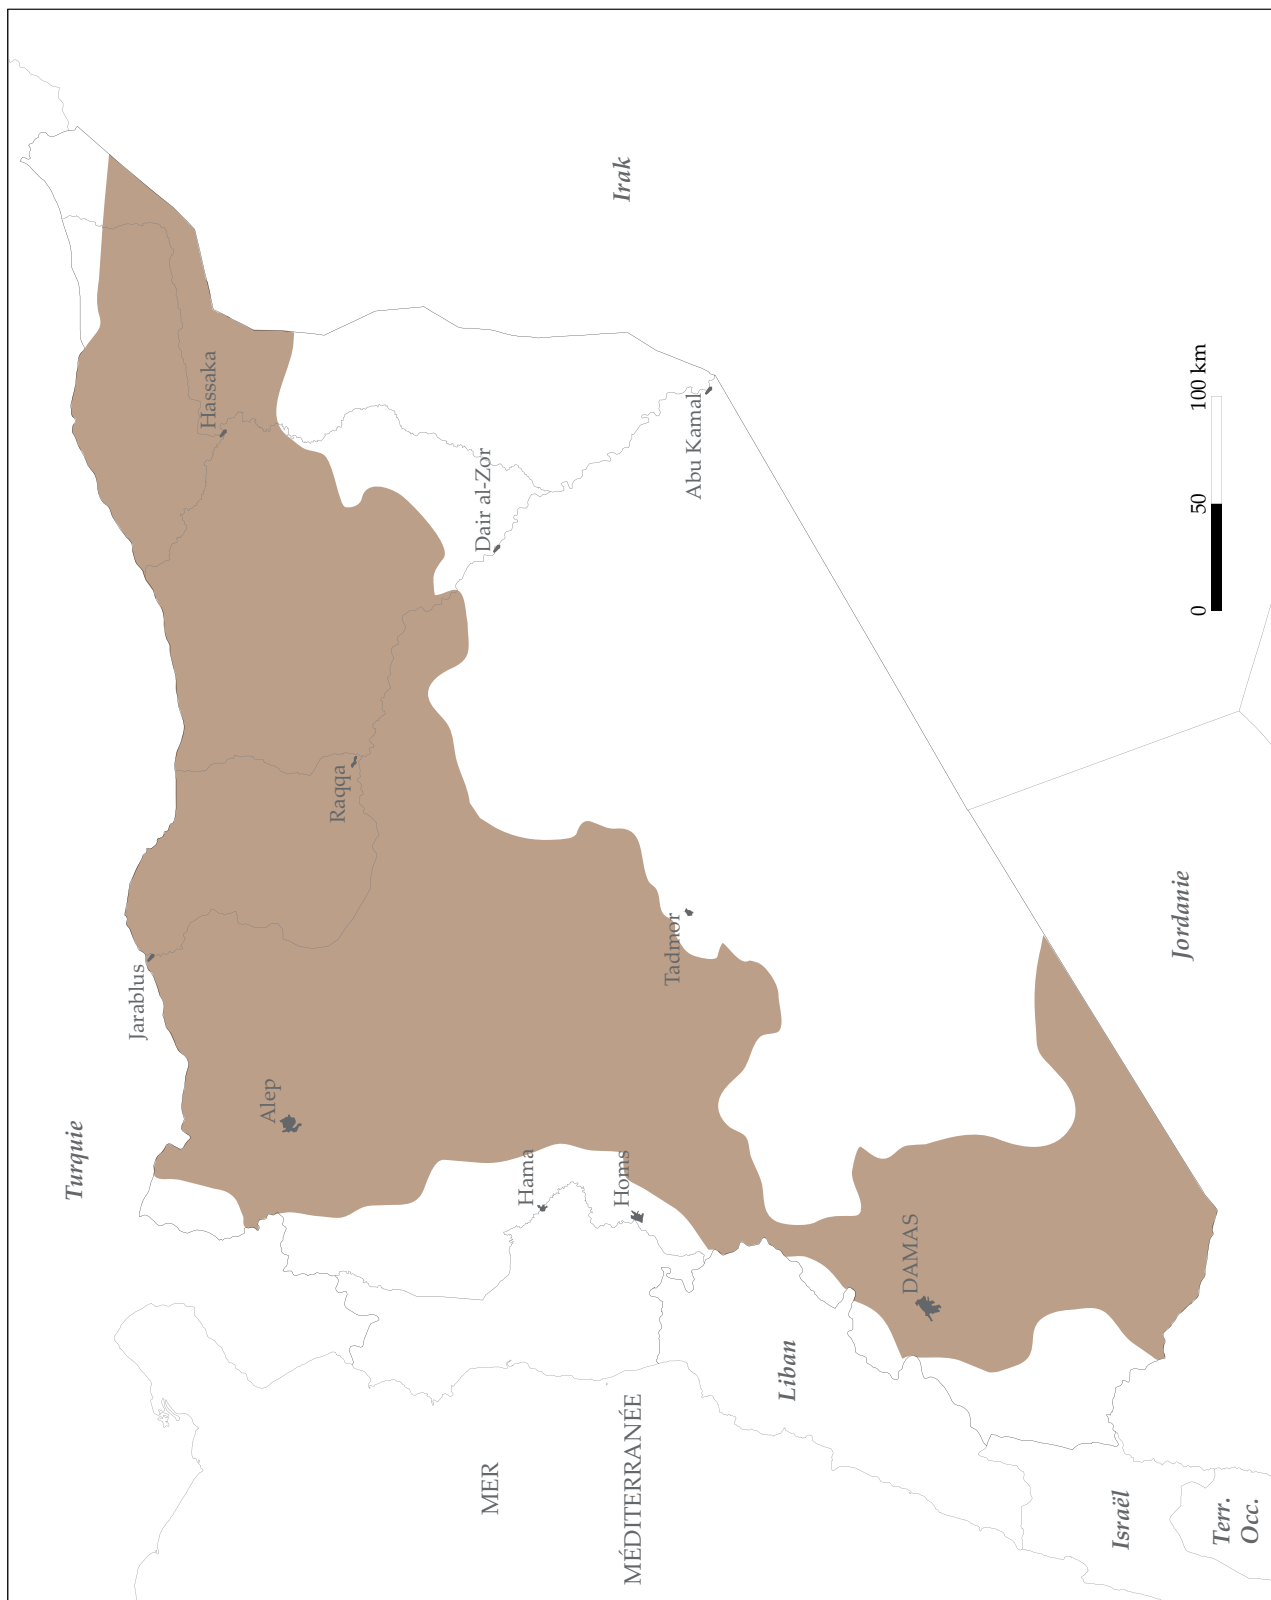 Turquie
Jarablus
Hassaka
Alep
Raqqa
Dair al-Zor
Hama
Homs
Tadmor
Abu Kamal
Irak
MER
MÉDITERRANÉE
Liban
DAMAS
Israël
Terr.
Occ.
Jordanie
0 50 100 km